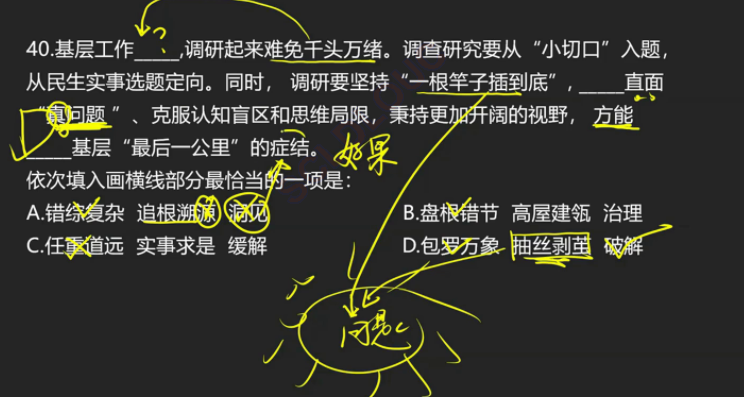 40.基层工作_____,调研起来难免千头万绪。调查研究要从“小切口”入题，
从民生实事选题定向。同时， 调研要坚持“一根竿子插到底”，_____直面
“真问题 ”、克服认知盲区和思维局限，秉持更加开阔的视野， 方能
_____基层“最后一公里”的症结。
好果
依次填入画横线部分最恰当的一项是：
A.错综复杂 追根溯源 洞见
B.盘根错节 高屋建瓴 治理
C.任重道远 实事求是 缓解
D.包罗万象 抽丝剥茧 破解
问题